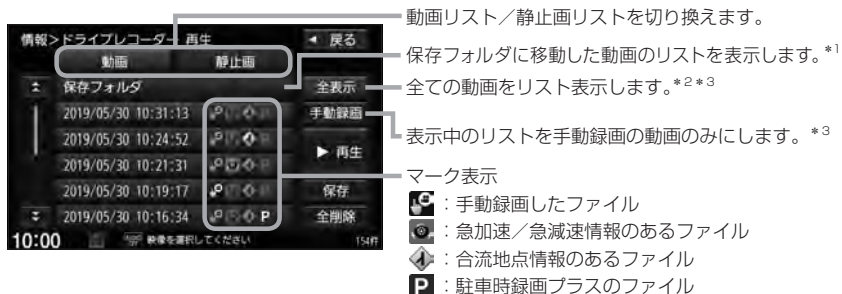 情報>ドライブレコーダー 再生
◀ 戻る
動画
静止画
保存フォルダ
全表示
2019/05/30 10:31:13
手動録画
2019/05/30 10:24:52
▶ 再生
2019/05/30 10:21:31
2019/05/30 10:19:17
保存
2019/05/30 10:16:34
P
全削除
10:00
映像を選択してください
154件
動画リスト/静止画リストを切り換えます。
保存フォルダに移動した動画のリストを表示します。*1
全ての動画をリスト表示します。*2*3
表示中のリストを手動録画の動画のみにします。*3
マーク表示
:手動録画したファイル
:急加速/急減速情報のあるファイル
:合流地点情報のあるファイル
P:駐車時録画プラスのファイル